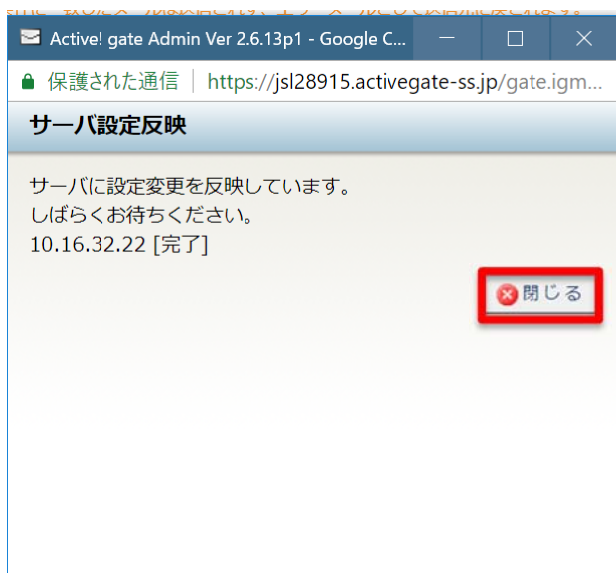 Active! gate Admin Ver 2.6.13p1 - Google C...
保護された通信 | https://jsl28915.activegate-ss.jp/gate.igm...
サーバ設定反映
サーバに設定変更を反映しています。
しばらくお待ちください。
10.16.32.22 [完了]
閉じる